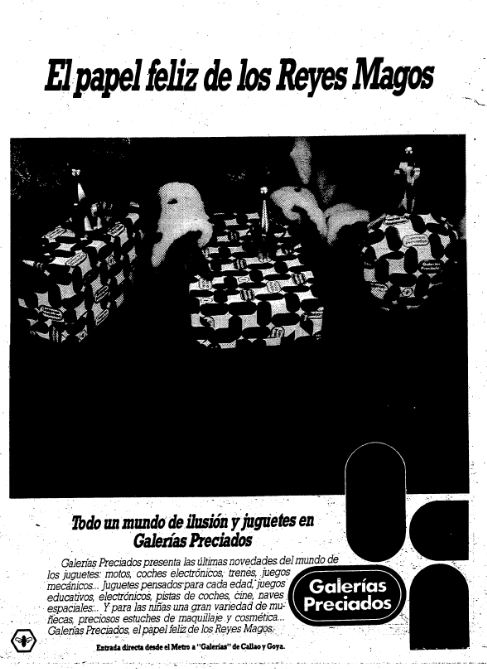 El papel feliz de los Reyes Magos
Todo un mundo de ilusión y juguetes en
Galerías Preciados
Galerías Preciados presenta las últimas novedades del mundo de
los juguetes: motos, coches electrónicos, trenes, juegos
mecánicos... Juguetes pensados para cada edad, juegos
educativos, electrónicos, pistas de coches, cine, naves
espaciales... Y para las niñas una gran variedad de mu-
ñecas, preciosos estuches de maquillaje y cosmética...
Galerías Preciados, el papel feliz de los Reyes Magos.
Galerías
Preciados
Entrada directa desde el Metro a "Galerías" de Callao y Goya.